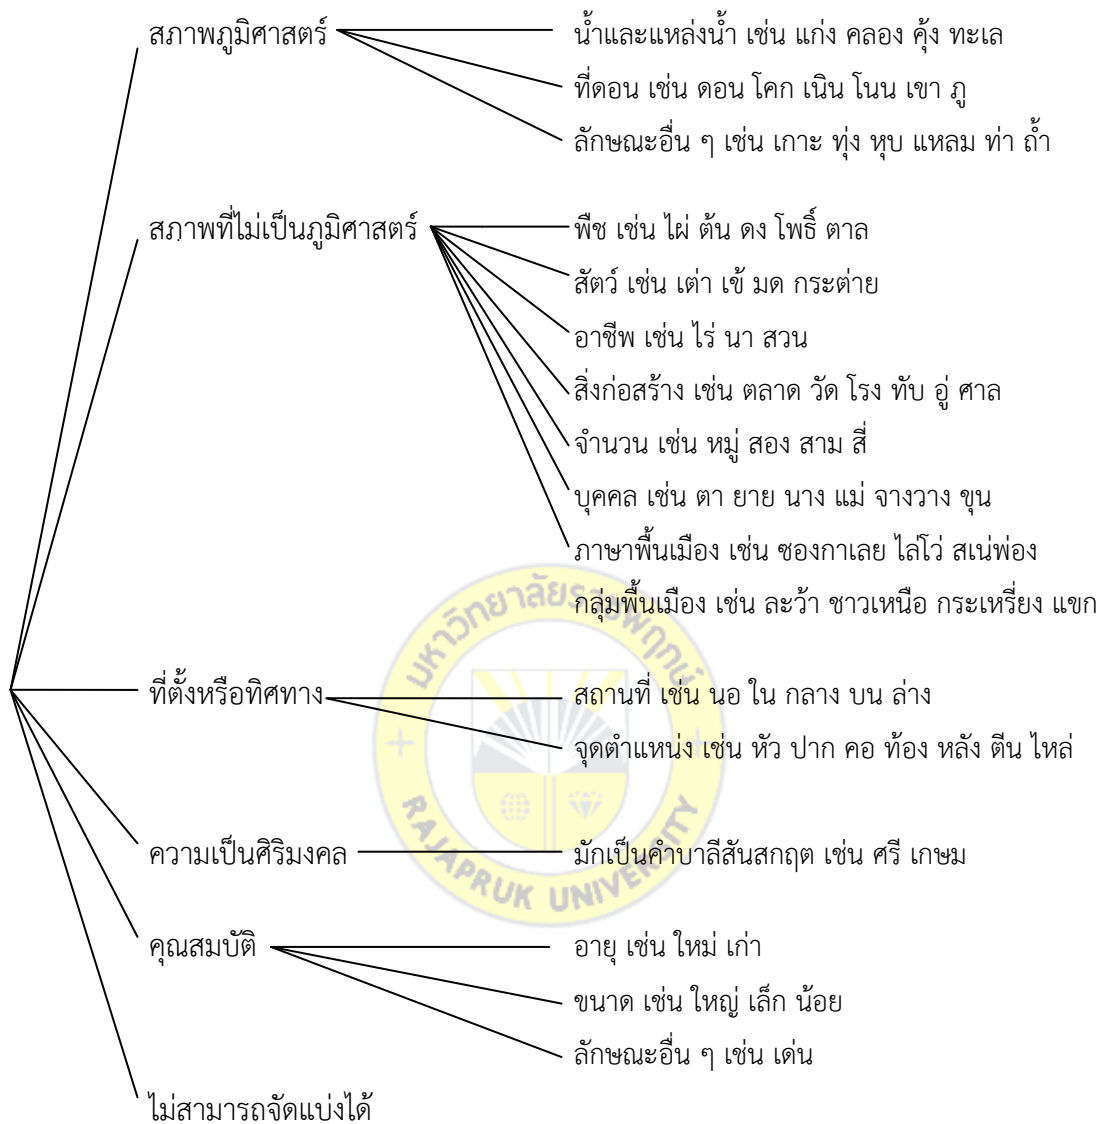 สภาพภูมิศาสตร์
น้ำและแหล่งน้ำ เช่น แก่ง คลอง คุ้ง ทะเล
ที่ดอน เช่น ดอน โคก เนิน โนน เขา ภู
ลักษณะอื่น ๆ เช่น เกาะ ทุ่ง หุบ แหลม ท่า ถ้ำ
สภาพที่ไม่เป็นภูมิศาสตร์
พืช เช่น ไผ่ ต้น ดง โพธิ์ ตาล
สัตว์ เช่น เต่า เข้ มด กระต่าย
อาชีพ เช่น ไร่ นา สวน
สิ่งก่อสร้าง เช่น ตลาด วัด โรง ทับ อู่ ศาล
จำนวน เช่น หมู่ สอง สาม สี่
บุคคล เช่น ตา ยาย นาง แม่ จางวาง ขุน
ภาษาพื้นเมือง เช่น ซองกาเลย ไล่โว่ สเน่พ่อง
กลุ่มพื้นเมือง เช่น ละว้า ชาวเหนือ กระเหรี่ยง แขก
ที่ตั้งหรือทิศทาง
สถานที่ เช่น นอ ใน กลาง บน ล่าง
จุดตำแหน่ง เช่น หัว ปาก คอ ท้อง หลัง ตีน ไหล่
ความเป็นศิริมงคล
มักเป็นคำบาลีสันสกฤต เช่น ศรี เกษม
คุณสมบัติ
อายุ เช่น ใหม่ เก่า
ขนาด เช่น ใหญ่ เล็ก น้อย
ลักษณะอื่น ๆ เช่น เด่น
ไม่สามารถจัดแบ่งได้
มหาวิทยาลัยราชพฤกษ์
RAJAPRUK UNIVERSITY